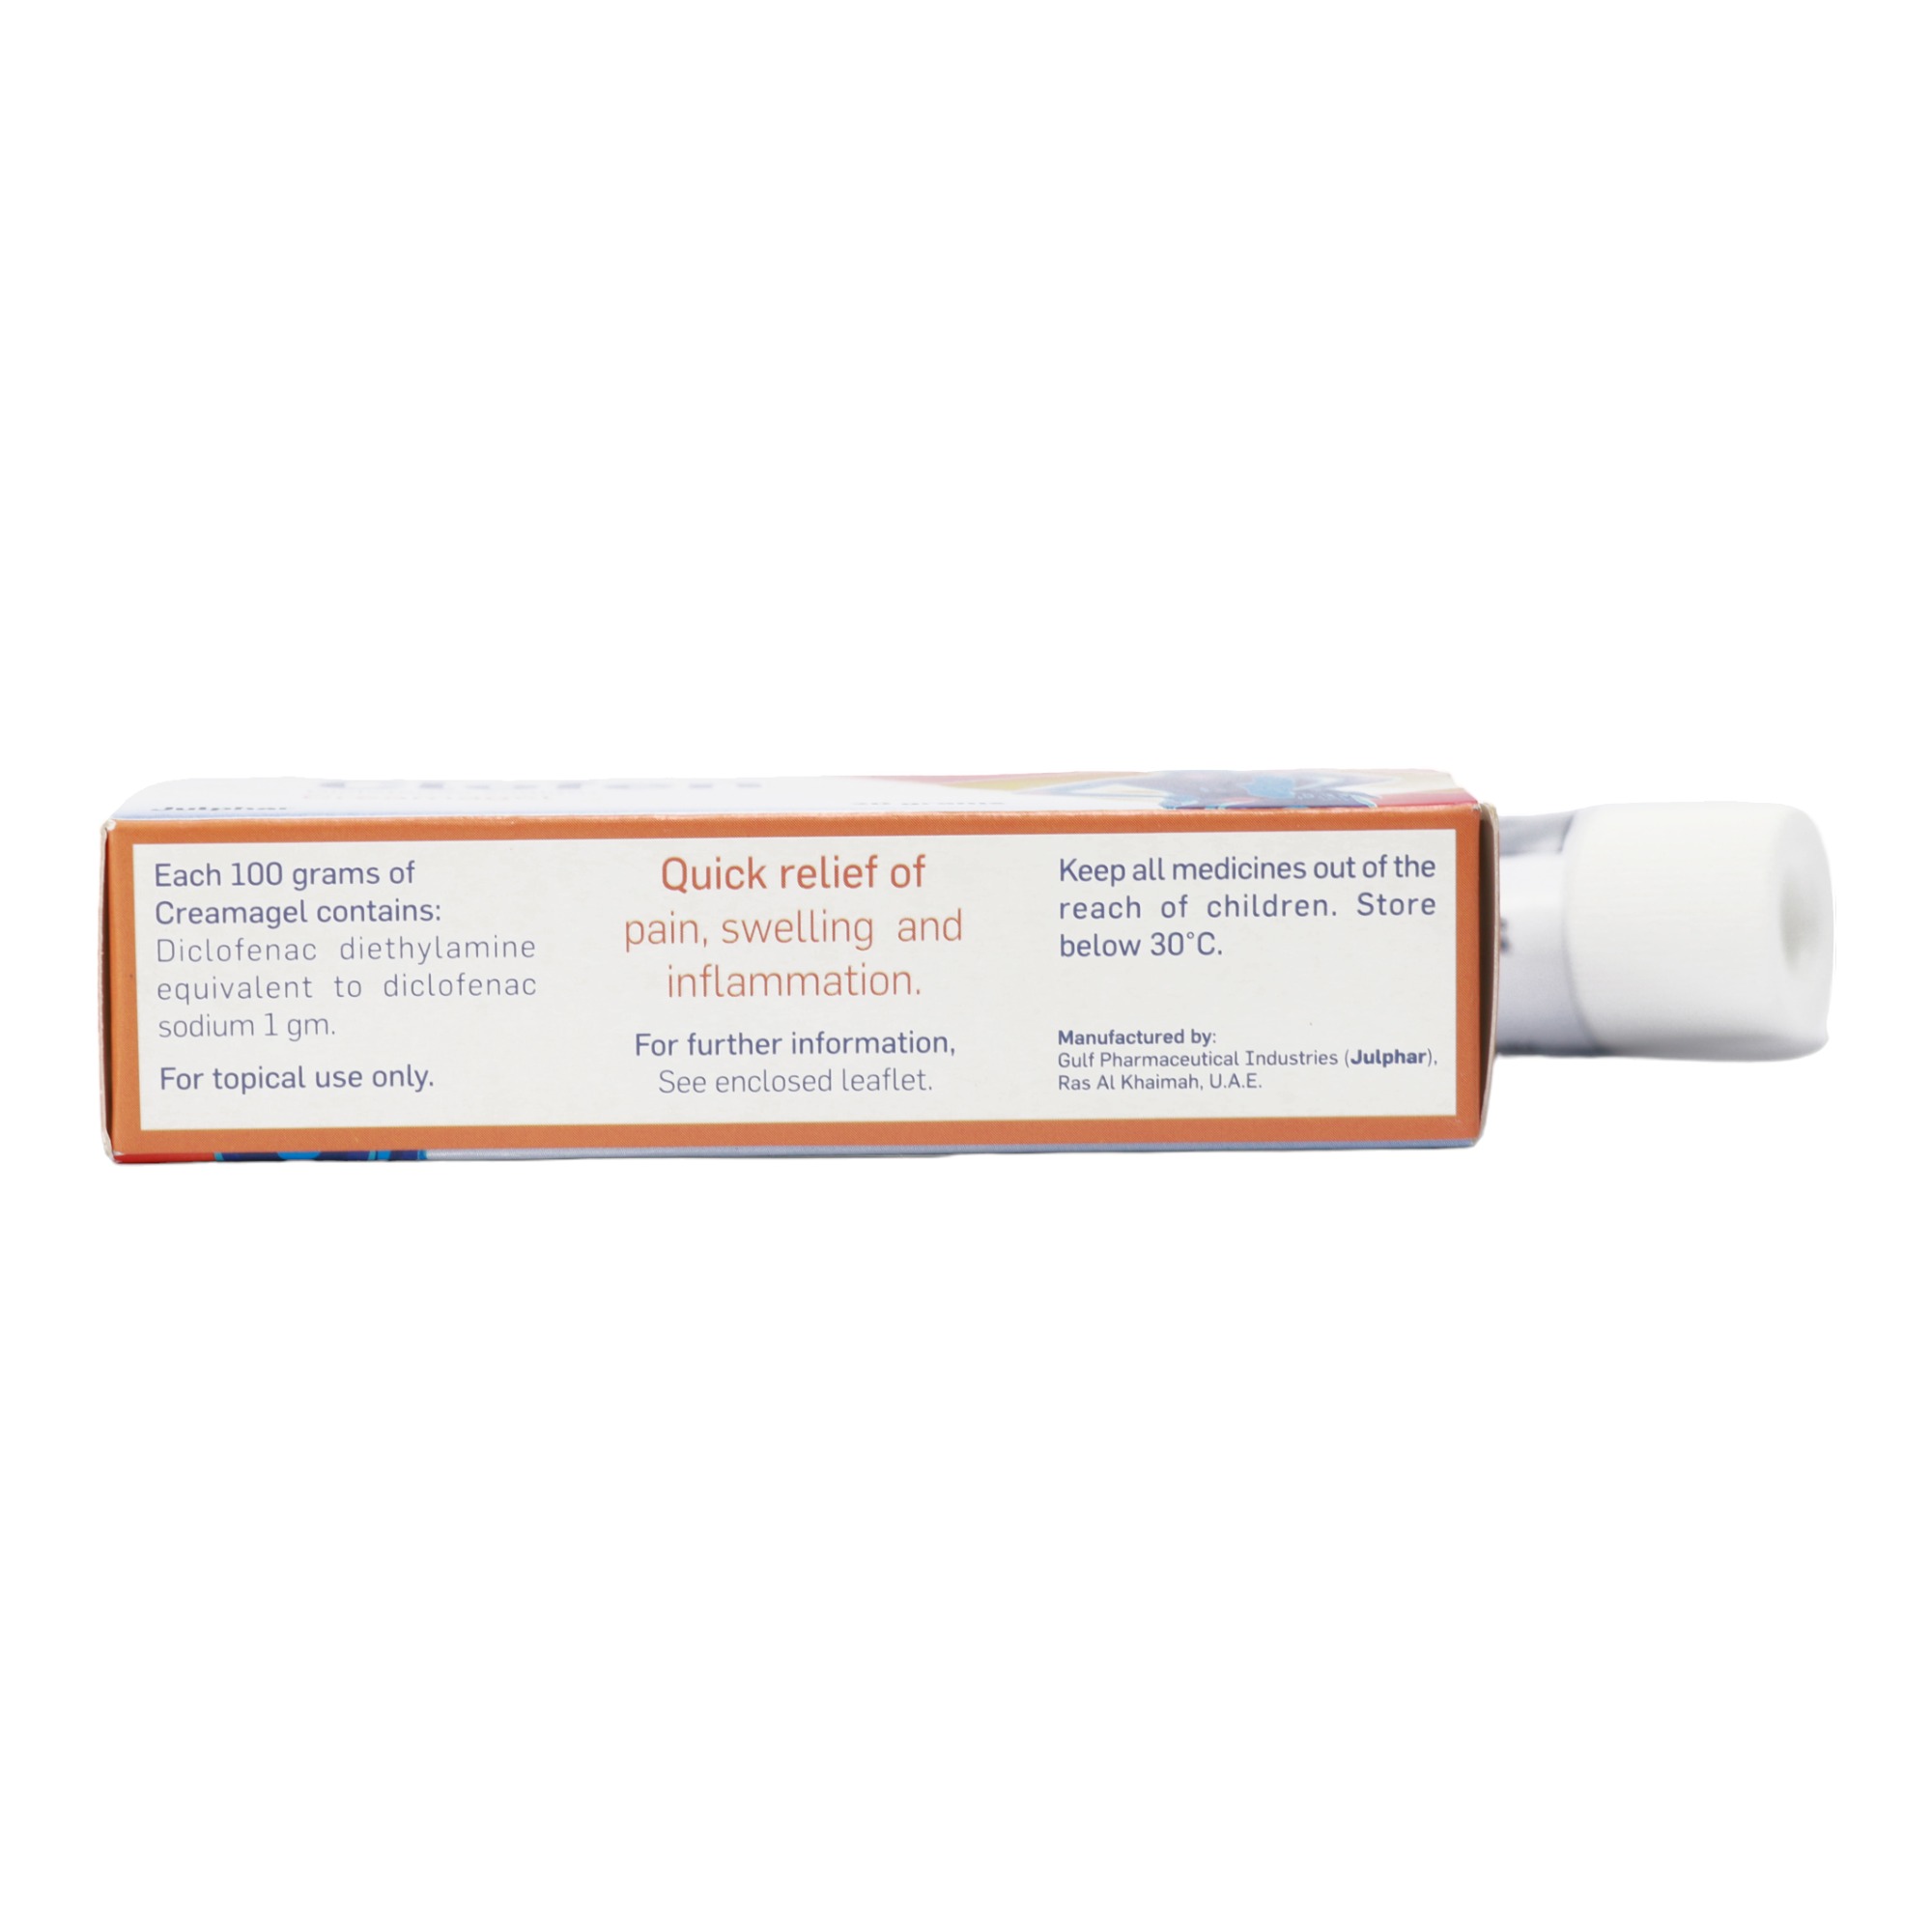 Julphar
Each 100 grams of
Creamagel contains:
Diclofenac diethylamine
equivalent to diclofenac
sodium 1 gm.
For topical use only.
Quick relief of
pain, swelling and
inflammation.
For further information,
See enclosed leaflet.
Keep all medicines out of the
reach of children. Store
below 30°C.
Manufactured by:
Gulf Pharmaceutical Industries (Julphar),
Ras Al Khaimah, U.A.E.